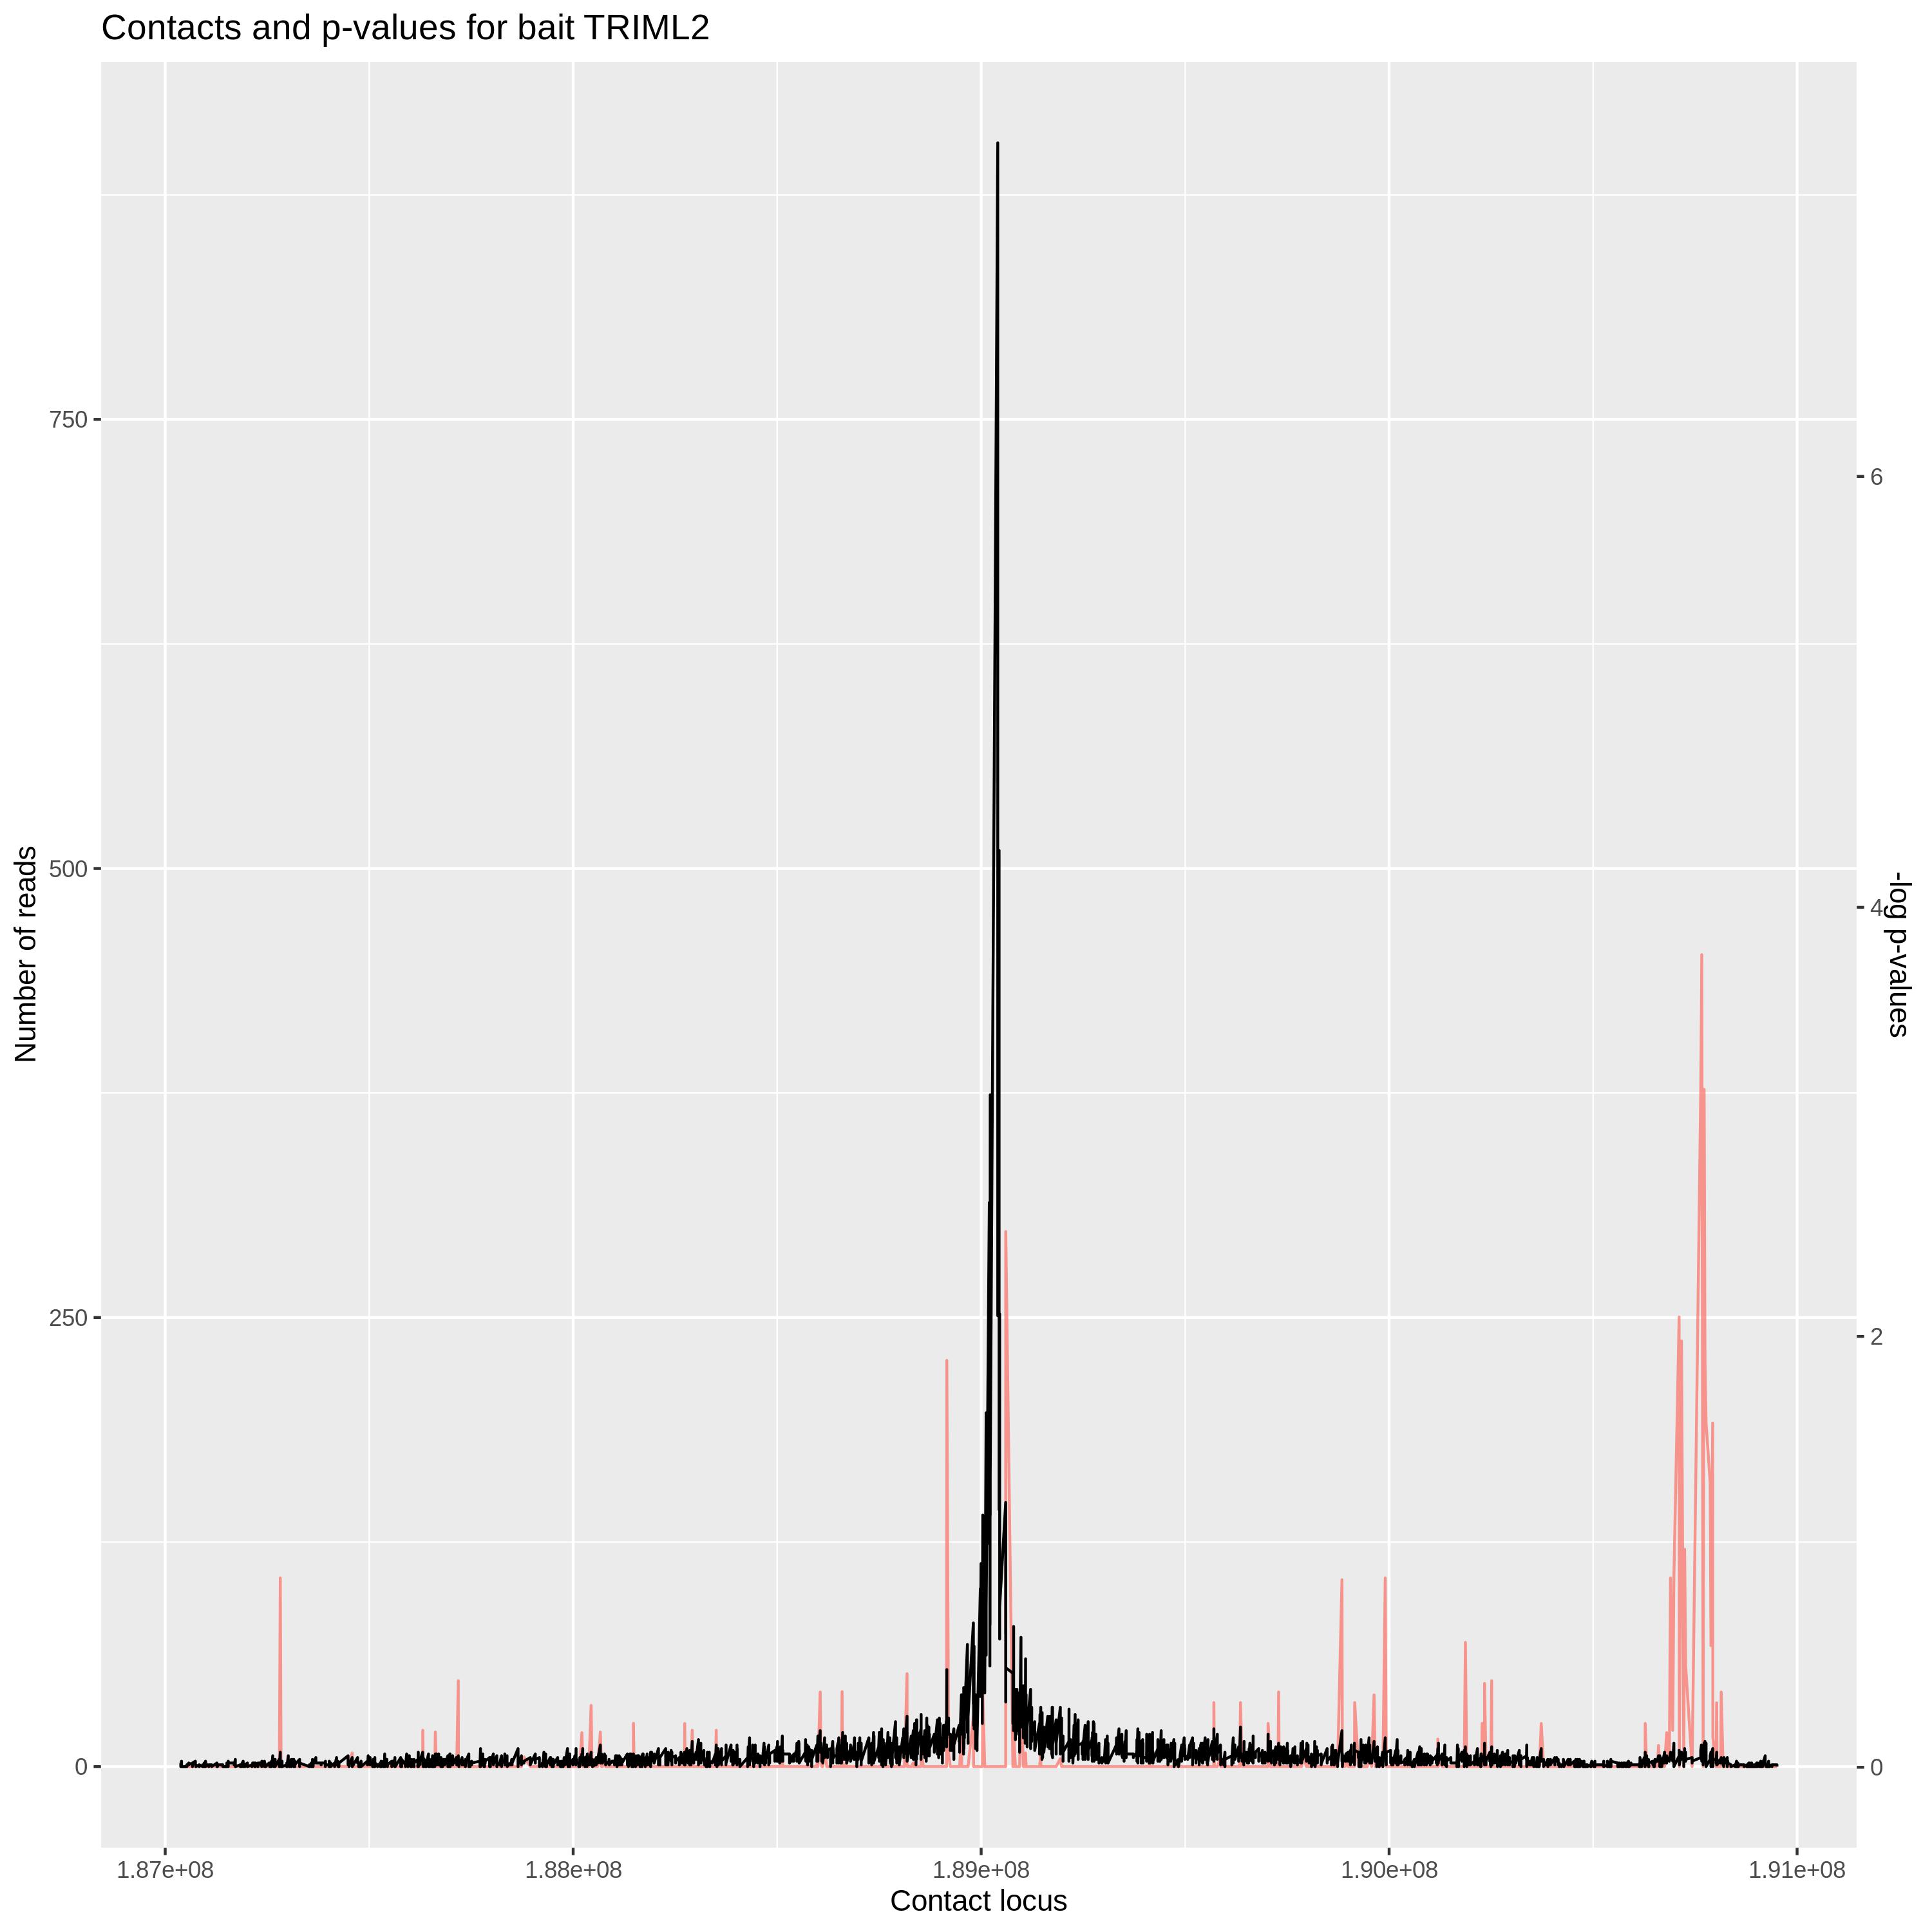 Contacts and p-values for bait TRIML2
750
500
250
0
Number of reads
6
4
2
0
-log p-values
1.87e+08
1.88e+08
1.89e+08
1.90e+08
1.91e+08
Contact locus